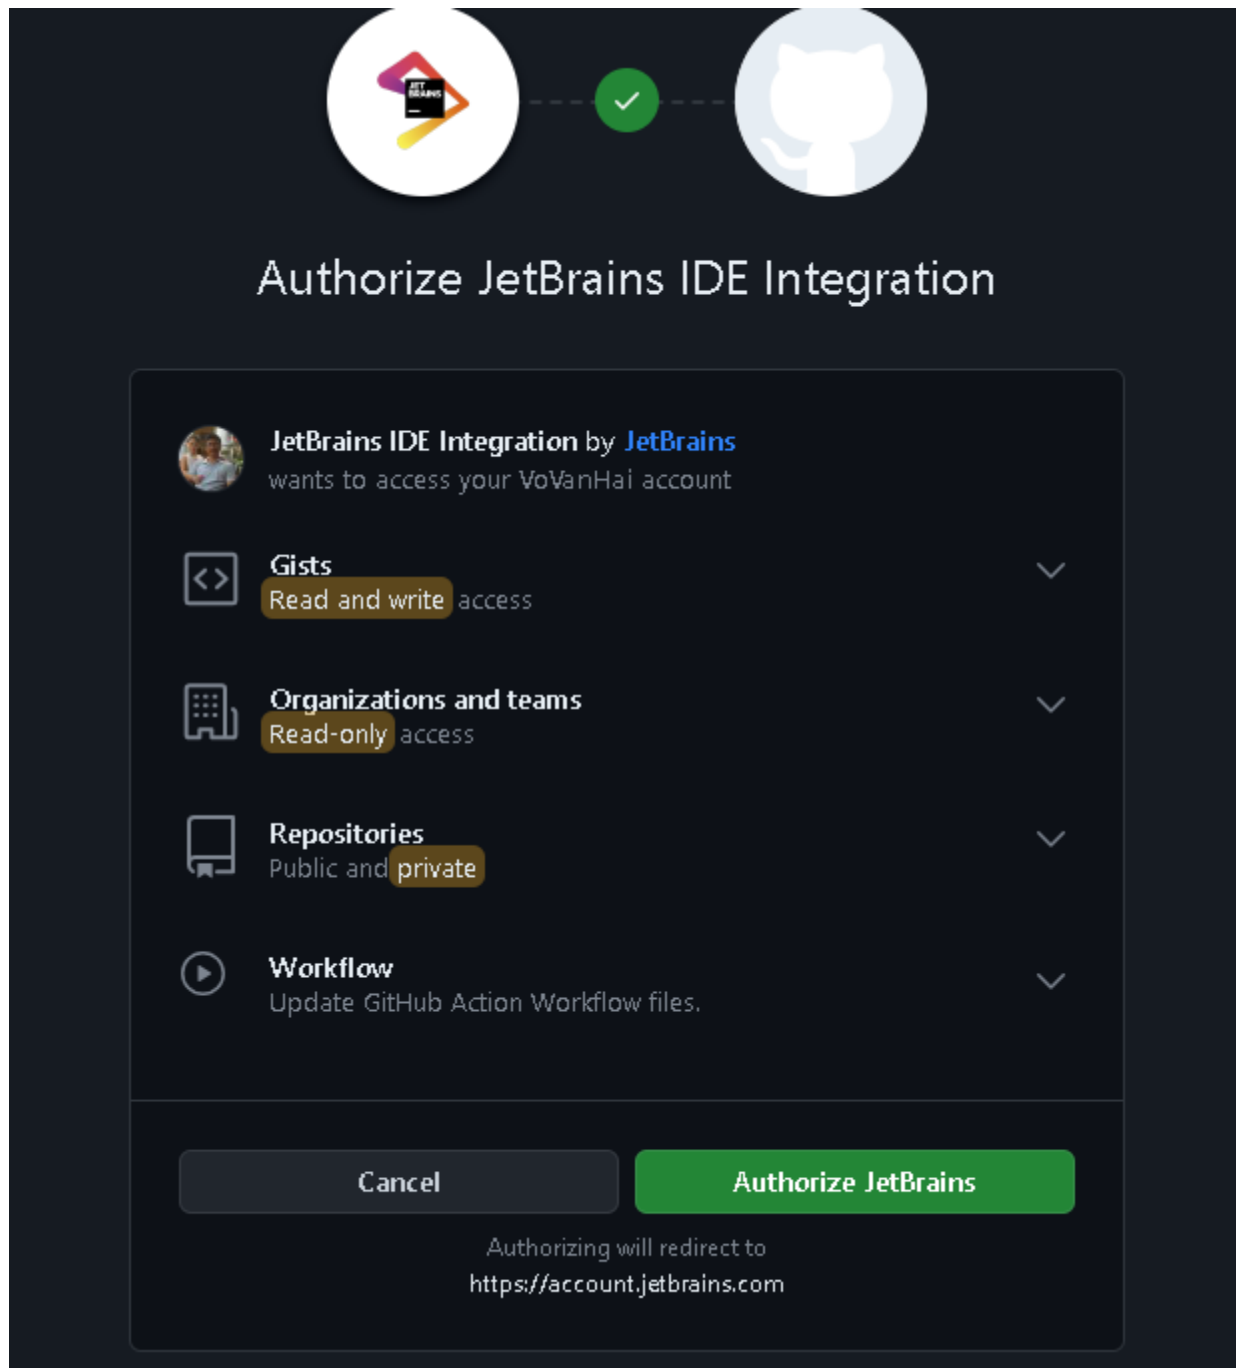 JET
BRAINS
Authorize JetBrains IDE Integration
JetBrains IDE Integration by JetBrains
wants to access your VoVanHai account
Gists
Read and write access
Organizations and teams
Read-only access
Repositories
Public and private
Workflow
Update GitHub Action Workflow files.
Cancel
Authorize JetBrains
Authorizing will redirect to
https://account.jetbrains.com